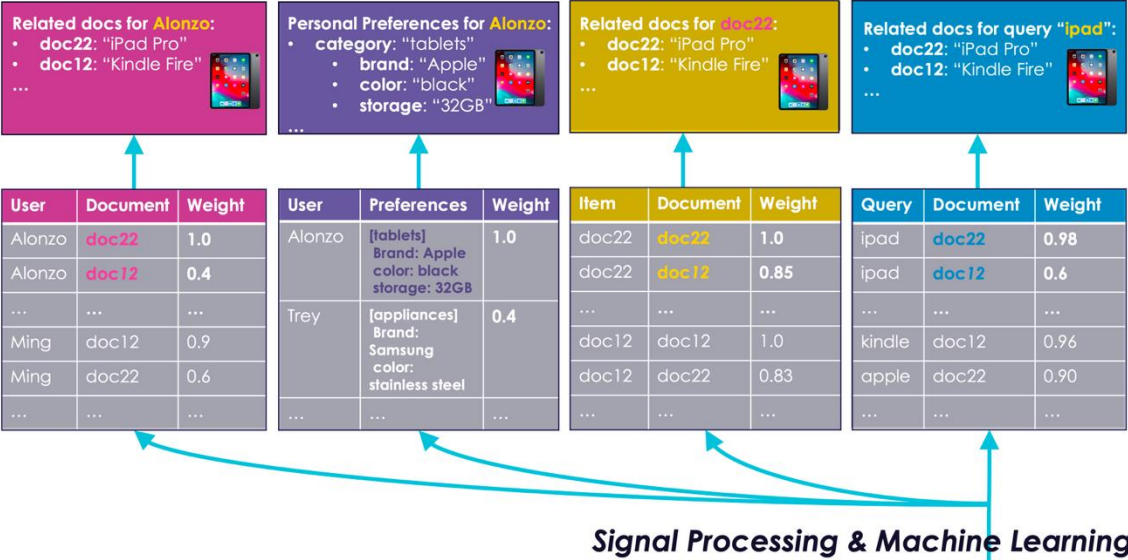 Related docs for Alonzo:
• doc22: “iPad Pro”
• doc12: “Kindle Fire”
...
Personal Preferences for Alonzo:
• category: “tablets”
• brand: “Apple”
• color: “black”
• storage: “32GB”
...
Related docs for doc22:
• doc22: “iPad Pro”
• doc12: “Kindle Fire”
...
Related docs for query “ipad”:
• doc22: “iPad Pro”
• doc12: “Kindle Fire”
...
User Document Weight
Alonzo doc22 1.0
Alonzo doc12 0.4
... ... ...
Ming doc12 0.9
Ming doc22 0.6
... ... ...
User Preferences Weight
Alonzo [tablets] 1.0
Brand: Apple
color: black
storage: 32GB
Trey [appliances] 0.4
Brand:
Samsung
color:
stainless steel
... ... ...
Item Document Weight
doc22 doc22 1.0
doc22 doc12 0.85
... ... ...
doc12 doc12 1.0
doc12 doc22 0.83
... ... ...
Query Document Weight
ipad doc22 0.98
ipad doc12 0.6
... ... ...
kindle doc12 0.96
apple doc22 0.90
... ... ...
Signal Processing & Machine Learning